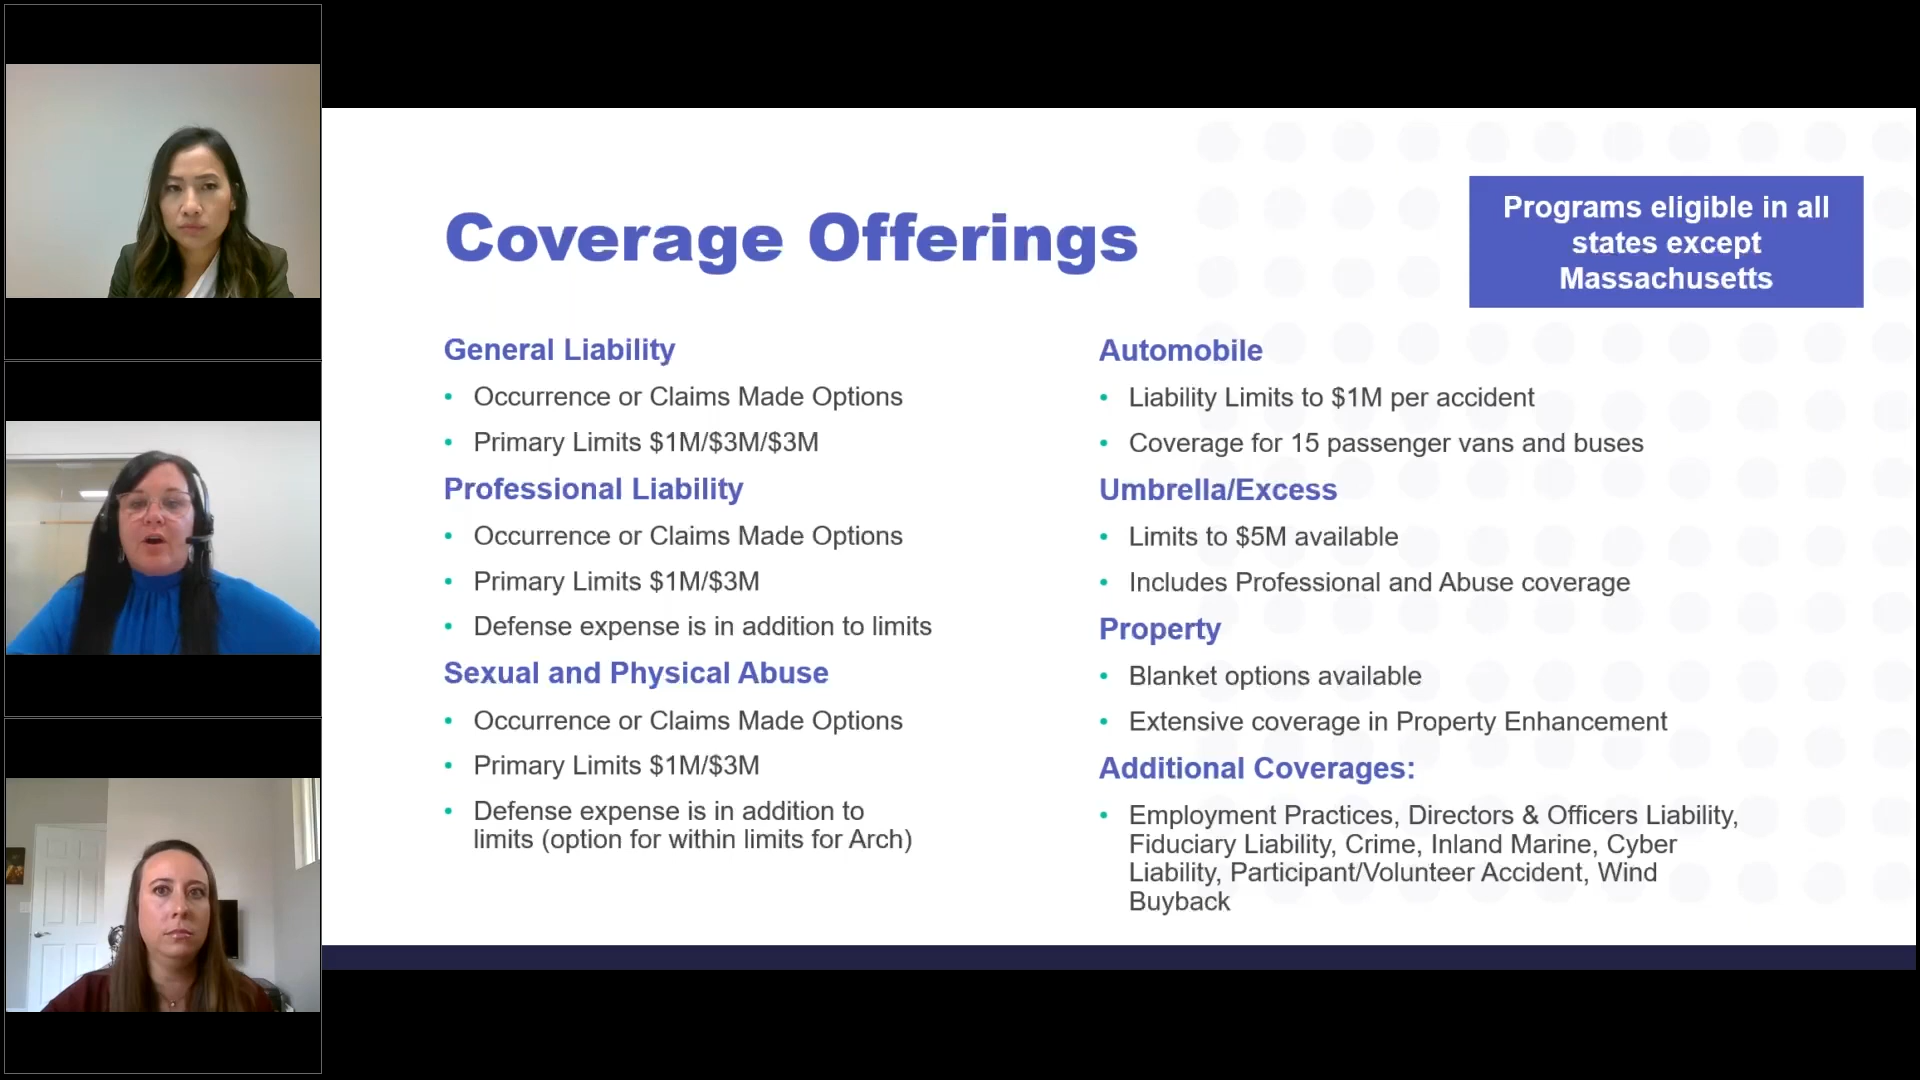 Coverage Offerings
Programs eligible in all
states except
Massachusetts
General Liability
• Occurrence or Claims Made Options
• Primary Limits $1M/$3M/$3M
Professional Liability
• Occurrence or Claims Made Options
• Primary Limits $1M/$3M
• Defense expense is in addition to limits
Sexual and Physical Abuse
• Occurrence or Claims Made Options
• Primary Limits $1M/$3M
• Defense expense is in addition to
limits (option for within limits for Arch)
Automobile
• Liability Limits to $1M per accident
• Coverage for 15 passenger vans and buses
Umbrella/Excess
• Limits to $5M available
• Includes Professional and Abuse coverage
Property
• Blanket options available
• Extensive coverage in Property Enhancement
Additional Coverages:
• Employment Practices, Directors & Officers Liability,
Fiduciary Liability, Crime, Inland Marine, Cyber
Liability, Participant/Volunteer Accident, Wind
Buyback